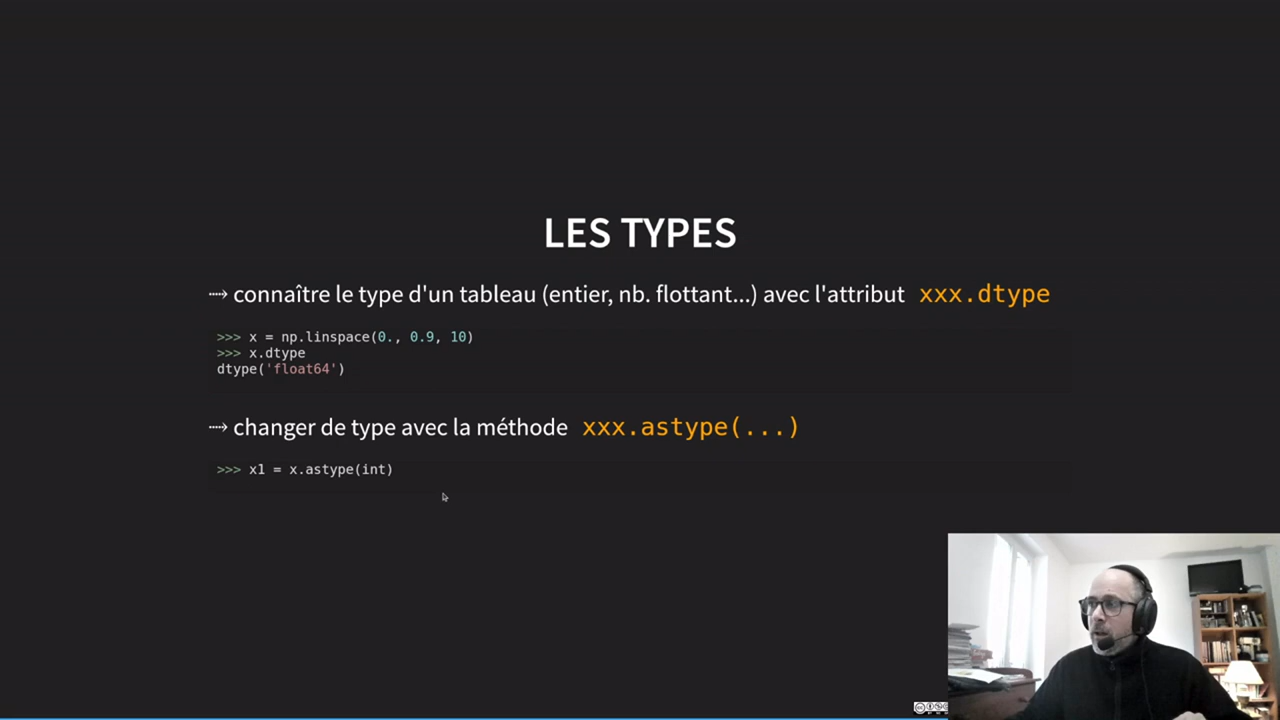 LES TYPES
⤑ connaître le type d'un tableau (entier, nb. flottant...) avec l'attribut xxx.dtype
>>> x = np.linspace(0., 0.9, 10)
>>> x.dtype
dtype('float64')
⤑ changer de type avec la méthode xxx.astype(...)
>>> x1 = x.astype(int)